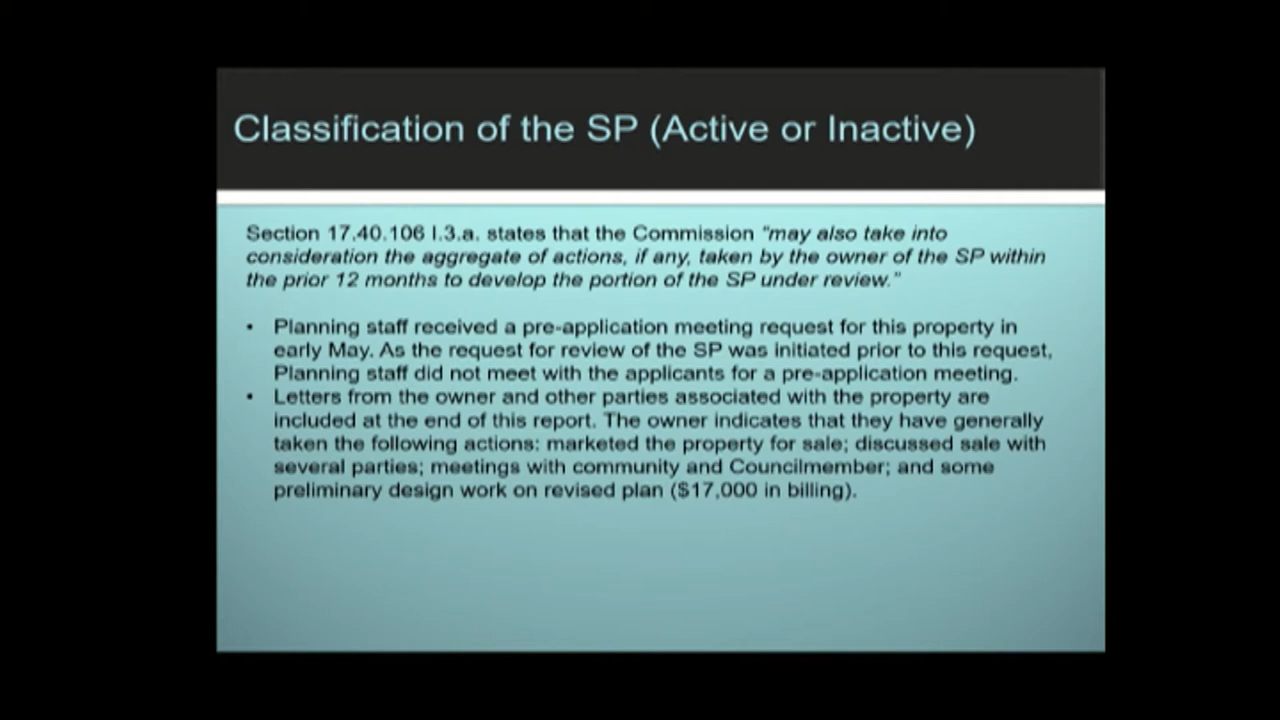 Classification of the SP (Active or Inactive)
Section 17.40.106 I.3.a. states that the Commission "may also take into
consideration the aggregate of actions, if any, taken by the owner of the SP within
the prior 12 months to develop the portion of the SP under review."
• Planning staff received a pre-application meeting request for this property in
early May. As the request for review of the SP was initiated prior to this request,
Planning staff did not meet with the applicants for a pre-application meeting.
• Letters from the owner and other parties associated with the property are
included at the end of this report. The owner indicates that they have generally
taken the following actions: marketed the property for sale; discussed sale with
several parties; meetings with community and Councilmember; and some
preliminary design work on revised plan ($17,000 in billing).